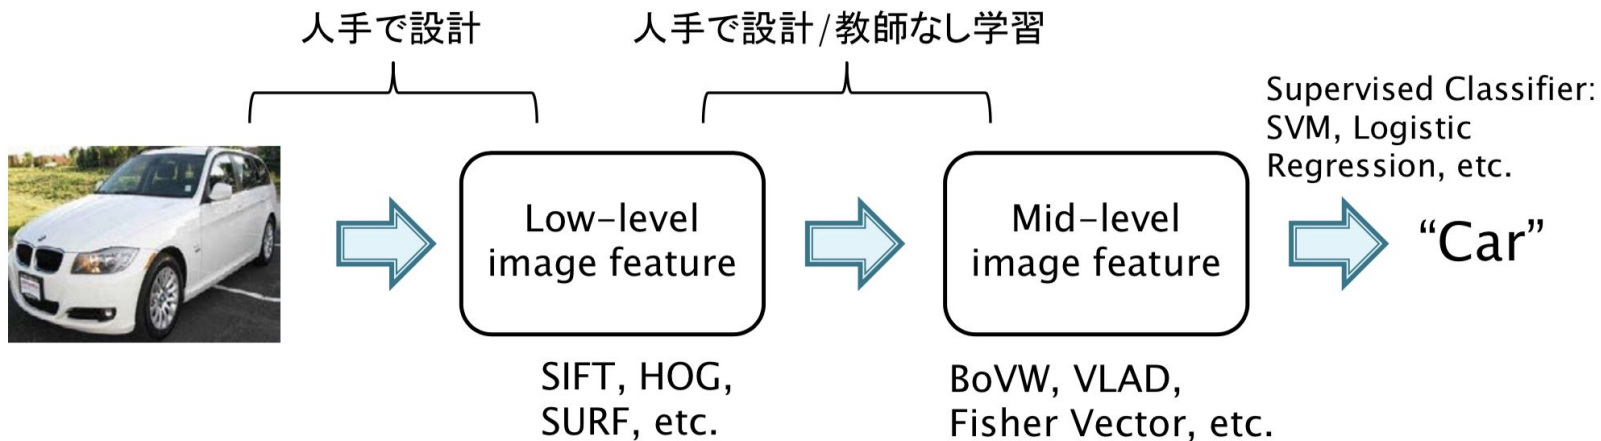 人手で設計
人手で設計/教師なし学習
Supervised Classifier:
SVM, Logistic
Regression, etc.
Low-level
image feature
Mid-level
image feature
“Car”
SIFT, HOG,
SURF, etc.
BoVW, VLAD,
Fisher Vector, etc.